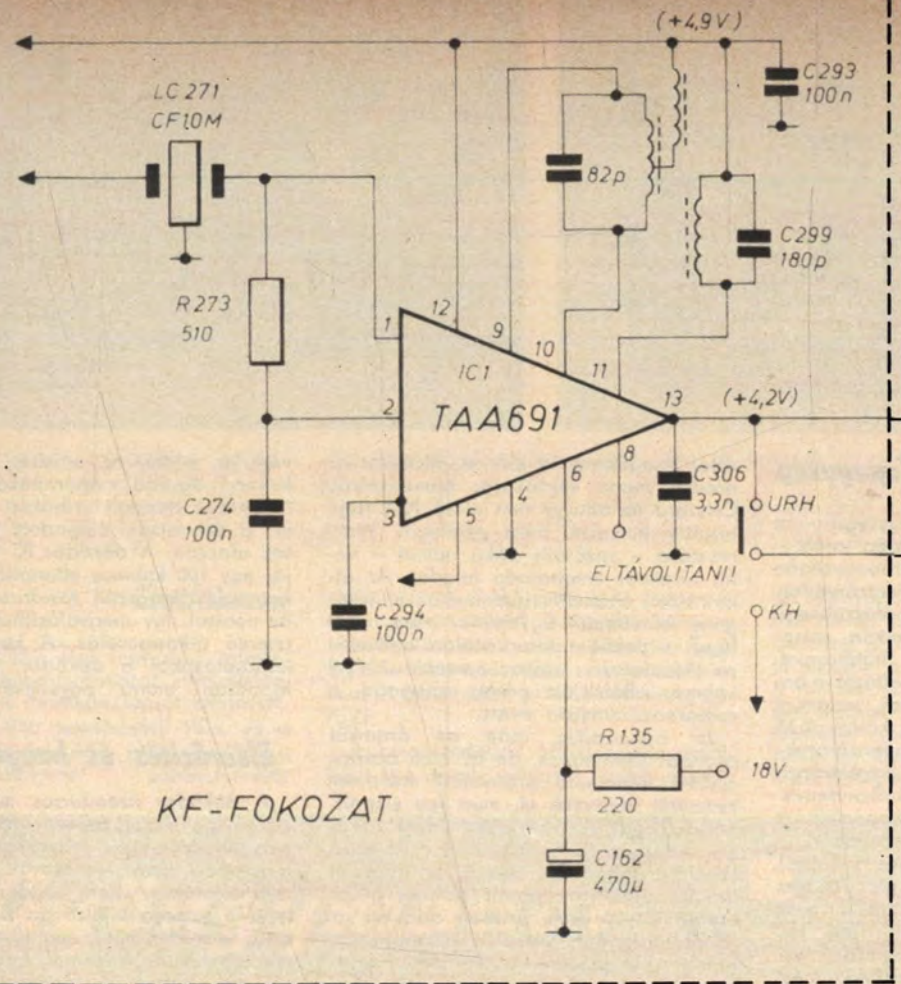 (+4,9V)
LC 271
CF10M
C293
100n
82p
C299
180p
R273
510
12
9
10
11
1
IC1
2
TAA691
13
(+4,2V)
8
6
C306
3,3n
URH
C274
100n
3
5
4
ELTÁVOLITANI!
C294
100n
KH
R135
18V
220
KF-FOKOZAT
C162
470µ